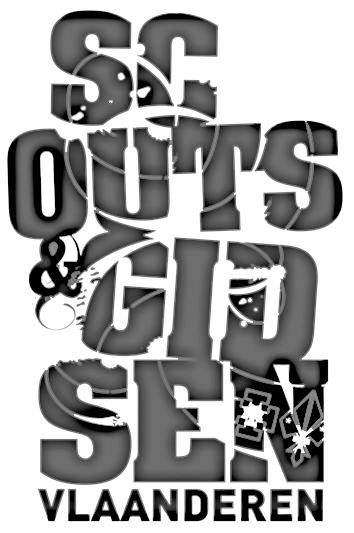 SC
OUTS
& GID
SEN
VLAANDEREN